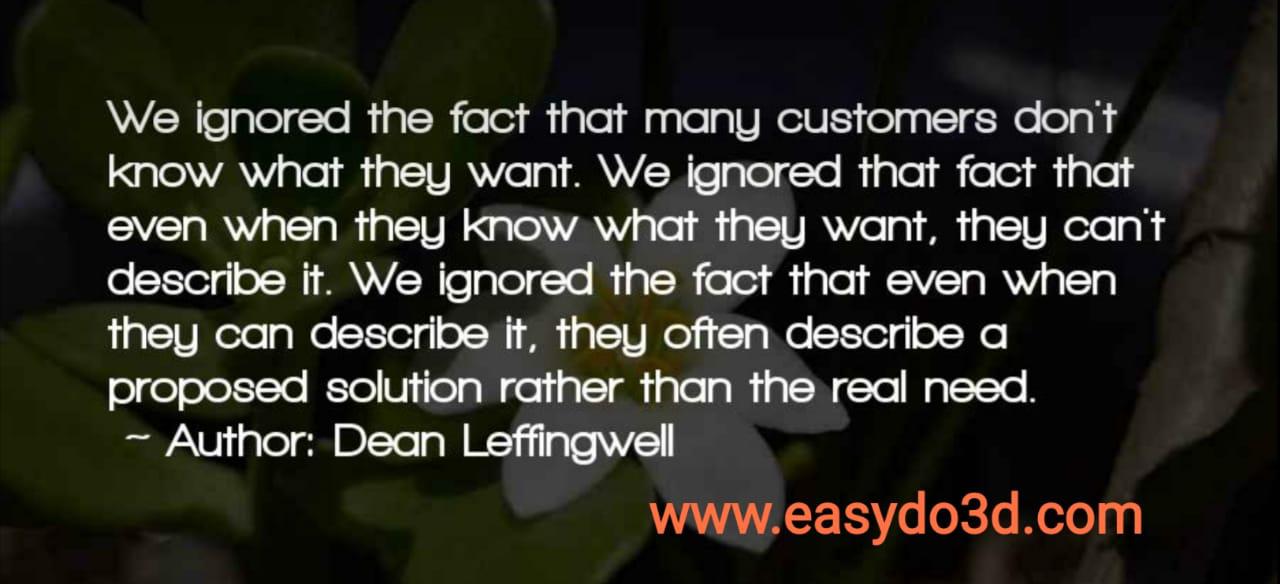 We ignored the fact that many customers don't
know what they want. We ignored that fact that
even when they know what they want, they can't
describe it. We ignored the fact that even when
they can describe it, they often describe a
proposed solution rather than the real need.
~ Author: Dean Leffingwell
www.easydo3d.com